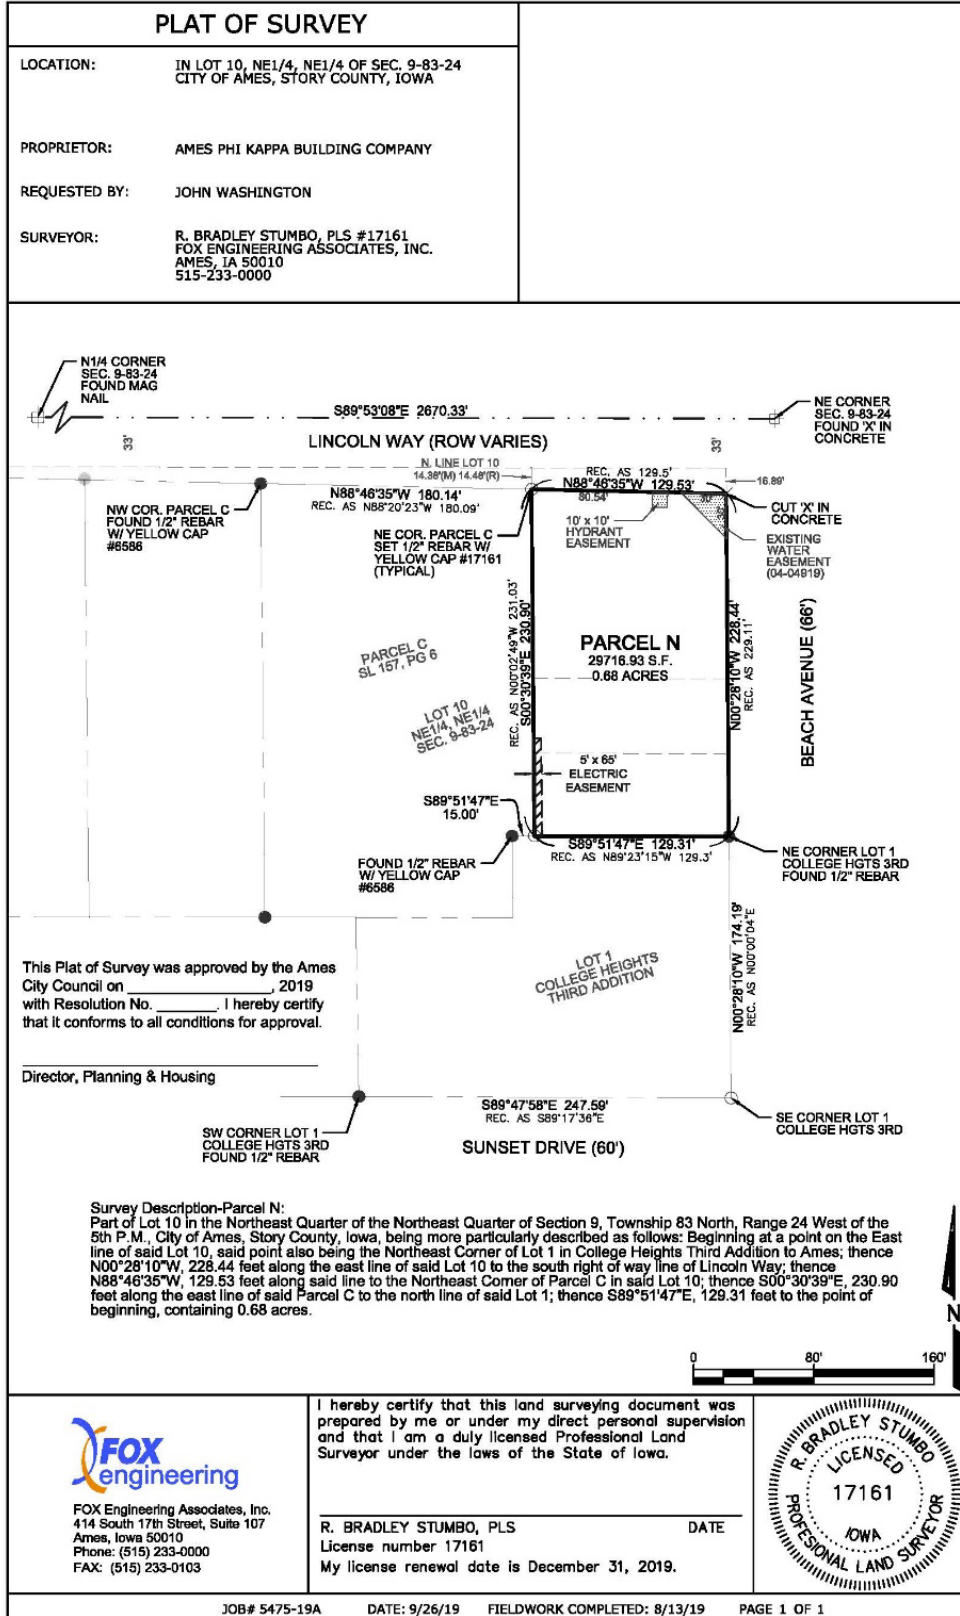 PLAT OF SURVEY
LOCATION: IN LOT 10, NE1/4, NE1/4 OF SEC. 9-83-24
CITY OF AMES, STORY COUNTY, IOWA
PROPRIETOR: AMES PHI KAPPA BUILDING COMPANY
REQUESTED BY: JOHN WASHINGTON
SURVEYOR: R. BRADLEY STUMBO, PLS #17161
FOX ENGINEERING ASSOCIATES, INC.
AMES, IA 50010
515-233-0000
N1/4 CORNER
SEC. 9-83-24
FOUND MAG
NAIL
S89°53'08"E 2670.33'
NE CORNER
SEC. 9-83-24
FOUND 'X' IN
CONCRETE
33'
LINCOLN WAY (ROW VARIES)
33'
N. LINE LOT 10
14.38'(M) 14.48'(R)
REC. AS 129.5'
N88°46'35"W 129.53'
16.89'
N88°46'35"W 180.14'
REC. AS N88°20'23"W 180.09'
80.54'
30'
NW COR. PARCEL C
FOUND 1/2" REBAR
W/ YELLOW CAP
#6586
NE COR. PARCEL C
SET 1/2" REBAR W/
YELLOW CAP #17161
(TYPICAL)
10' x 10'
HYDRANT
EASEMENT
CUT 'X' IN
CONCRETE
EXISTING
WATER
EASEMENT
(04-04919)
REC. AS N00°02'49"W 231.03'
S00°30'39"E 230.90'
PARCEL N
29716.93 S.F.
0.68 ACRES
N00°28'10"W 228.44'
REC. AS 229.11'
BEACH AVENUE (66')
PARCEL C
SL 157, PG 6
LOT 10
NE1/4, NE1/4
SEC. 9-83-24
5' x 65'
ELECTRIC
EASEMENT
S89°51'47"E
15.00'
S89°51'47"E 129.31'
REC. AS N89°23'15"W 129.3'
FOUND 1/2" REBAR
W/ YELLOW CAP
#6586
NE CORNER LOT 1
COLLEGE HGTS 3RD
FOUND 1/2" REBAR
N00°28'10"W 174.19'
REC. AS N00°00'04"E
LOT 1
COLLEGE HEIGHTS
THIRD ADDITION
This Plat of Survey was approved by the Ames
City Council on ____________________, 2019
with Resolution No. ________. I hereby certify
that it conforms to all conditions for approval.
Director, Planning & Housing
SW CORNER LOT 1
COLLEGE HGTS 3RD
FOUND 1/2" REBAR
S89°47'58"E 247.59'
REC. AS S89°17'36"E
SUNSET DRIVE (60')
SE CORNER LOT 1
COLLEGE HGTS 3RD
Survey Description-Parcel N:
Part of Lot 10 in the Northeast Quarter of the Northeast Quarter of Section 9, Township 83 North, Range 24 West of the
5th P.M., City of Ames, Story County, Iowa, being more particularly described as follows: Beginning at a point on the East
line of said Lot 10, said point also being the Northeast Corner of Lot 1 in College Heights Third Addition to Ames; thence
N00°28'10"W, 228.44 feet along the east line of said Lot 10 to the south right of way line of Lincoln Way; thence
N88°46'35"W, 129.53 feet along said line to the Northeast Corner of Parcel C in said Lot 10; thence S00°30'39"E, 230.90
feet along the east line of said Parcel C to the north line of said Lot 1; thence S89°51'47"E, 129.31 feet to the point of
beginning, containing 0.68 acres.
N
0 80' 160'
FOX
engineering
FOX Engineering Associates, Inc.
414 South 17th Street, Suite 107
Ames, Iowa 50010
Phone: (515) 233-0000
FAX: (515) 233-0103
I hereby certify that this land surveying document was
prepared by me or under my direct personal supervision
and that I am a duly licensed Professional Land
Surveyor under the laws of the State of Iowa.
R. BRADLEY STUMBO, PLS DATE
License number 17161
My license renewal date is December 31, 2019.
R. BRADLEY STUMBO
LICENSED
17161
IOWA
PROFESIONAL LAND SURVEYOR
JOB# 5475-19A DATE: 9/26/19 FIELDWORK COMPLETED: 8/13/19 PAGE 1 OF 1